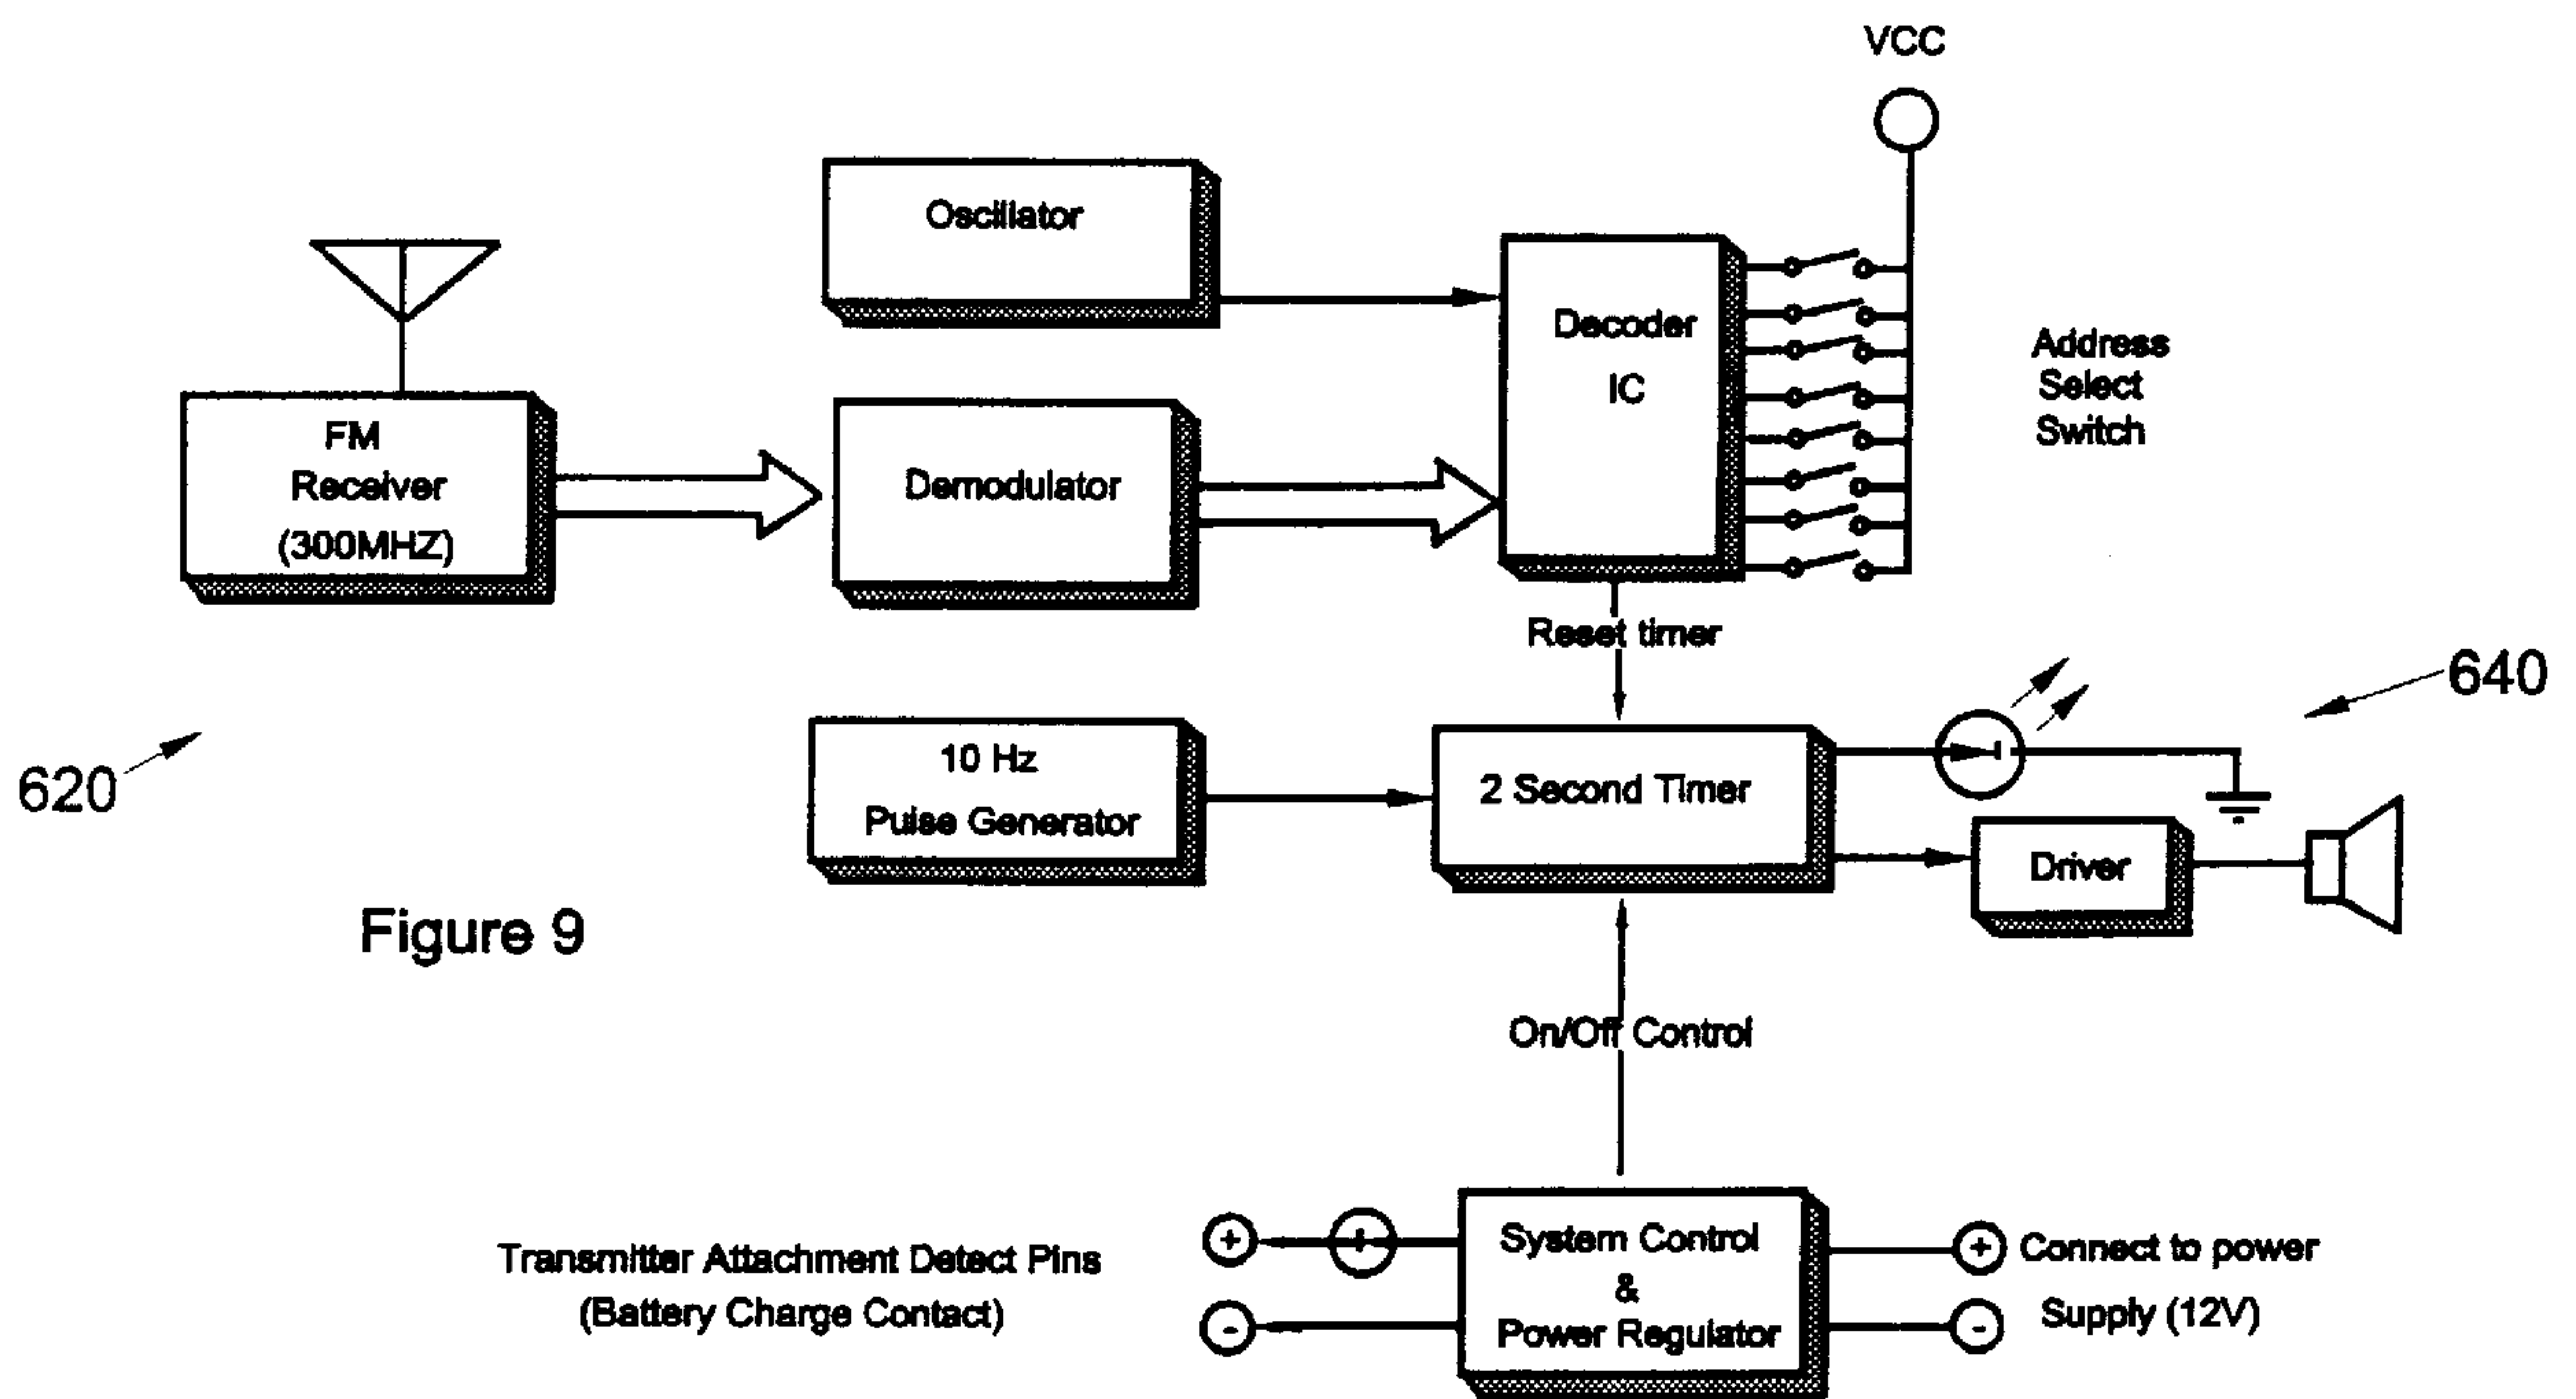 VCC
Oscillator
Decoder
IC
Address
Select
Switch
FM
Receiver
(300MHZ)
Demodulator
Reset timer
640
620
10 Hz
Pulse Generator
2 Second Timer
Driver
Figure 9
On/Off Control
Transmitter Attachment Detect Pins
(Battery Charge Contact)
+
-
System Control
&
Power Regulator
+
-
Connect to power
Supply (12V)